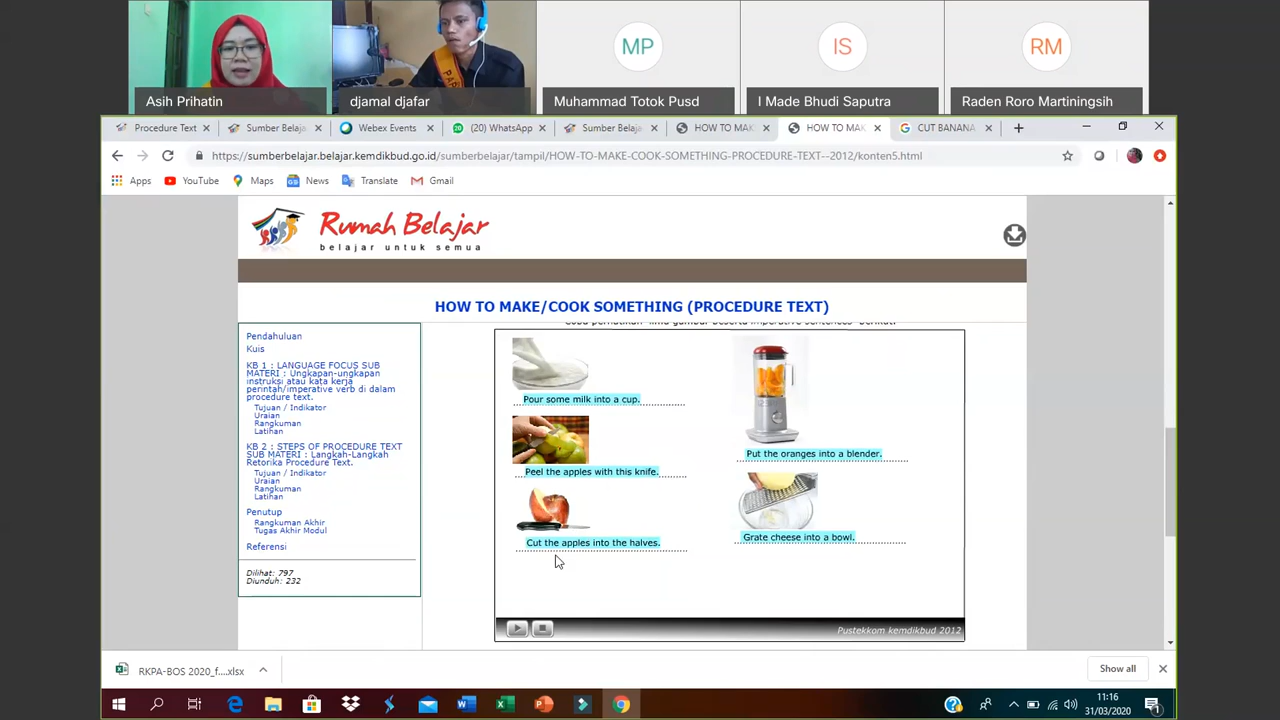 MP
IS
RM
Asih Prihatin
djamal djafar
Muhammad Totok Pusd
I Made Bhudi Saputra
Raden Roro Martiningsih
Procedure Text
Sumber Belaja
Webex Events
(20) WhatsApp
Sumber Belaja
HOW TO MAK
HOW TO MAK
CUT BANANA
https://sumberbelajar.belajar.kemdikbud.go.id/sumberbelajar/tampil/HOW-TO-MAKE-COOK-SOMETHING-PROCEDURE-TEXT--2012/konten5.html
Apps
YouTube
Maps
News
Translate
Gmail
Rumah Belajar
belajar untuk semua
HOW TO MAKE/COOK SOMETHING (PROCEDURE TEXT)
Pendahuluan
Kuis
KB 1 : LANGUAGE FOCUS SUB
MATERI : Ungkapan-ungkapan
instruksi atau kata kerja
perintah/imperative verb di dalam
procedure text.
Tujuan / Indikator
Uraian
Rangkuman
Latihan
KB 2 : STEPS OF PROCEDURE TEXT
SUB MATERI : Langkah-Langkah
Retorika Procedure Text.
Tujuan / Indikator
Uraian
Rangkuman
Latihan
Penutup
Rangkuman Akhir
Tugas Akhir Modul
Referensi
Dilihat: 797
Diunduh: 232
Pour some milk into a cup.
Peel the apples with this knife.
Cut the apples into the halves.
Put the oranges into a blender.
Grate cheese into a bowl.
Pustekkom kemdikbud 2012
RKPA-BOS 2020_f....xlsx
Show all
11:16
31/03/2020